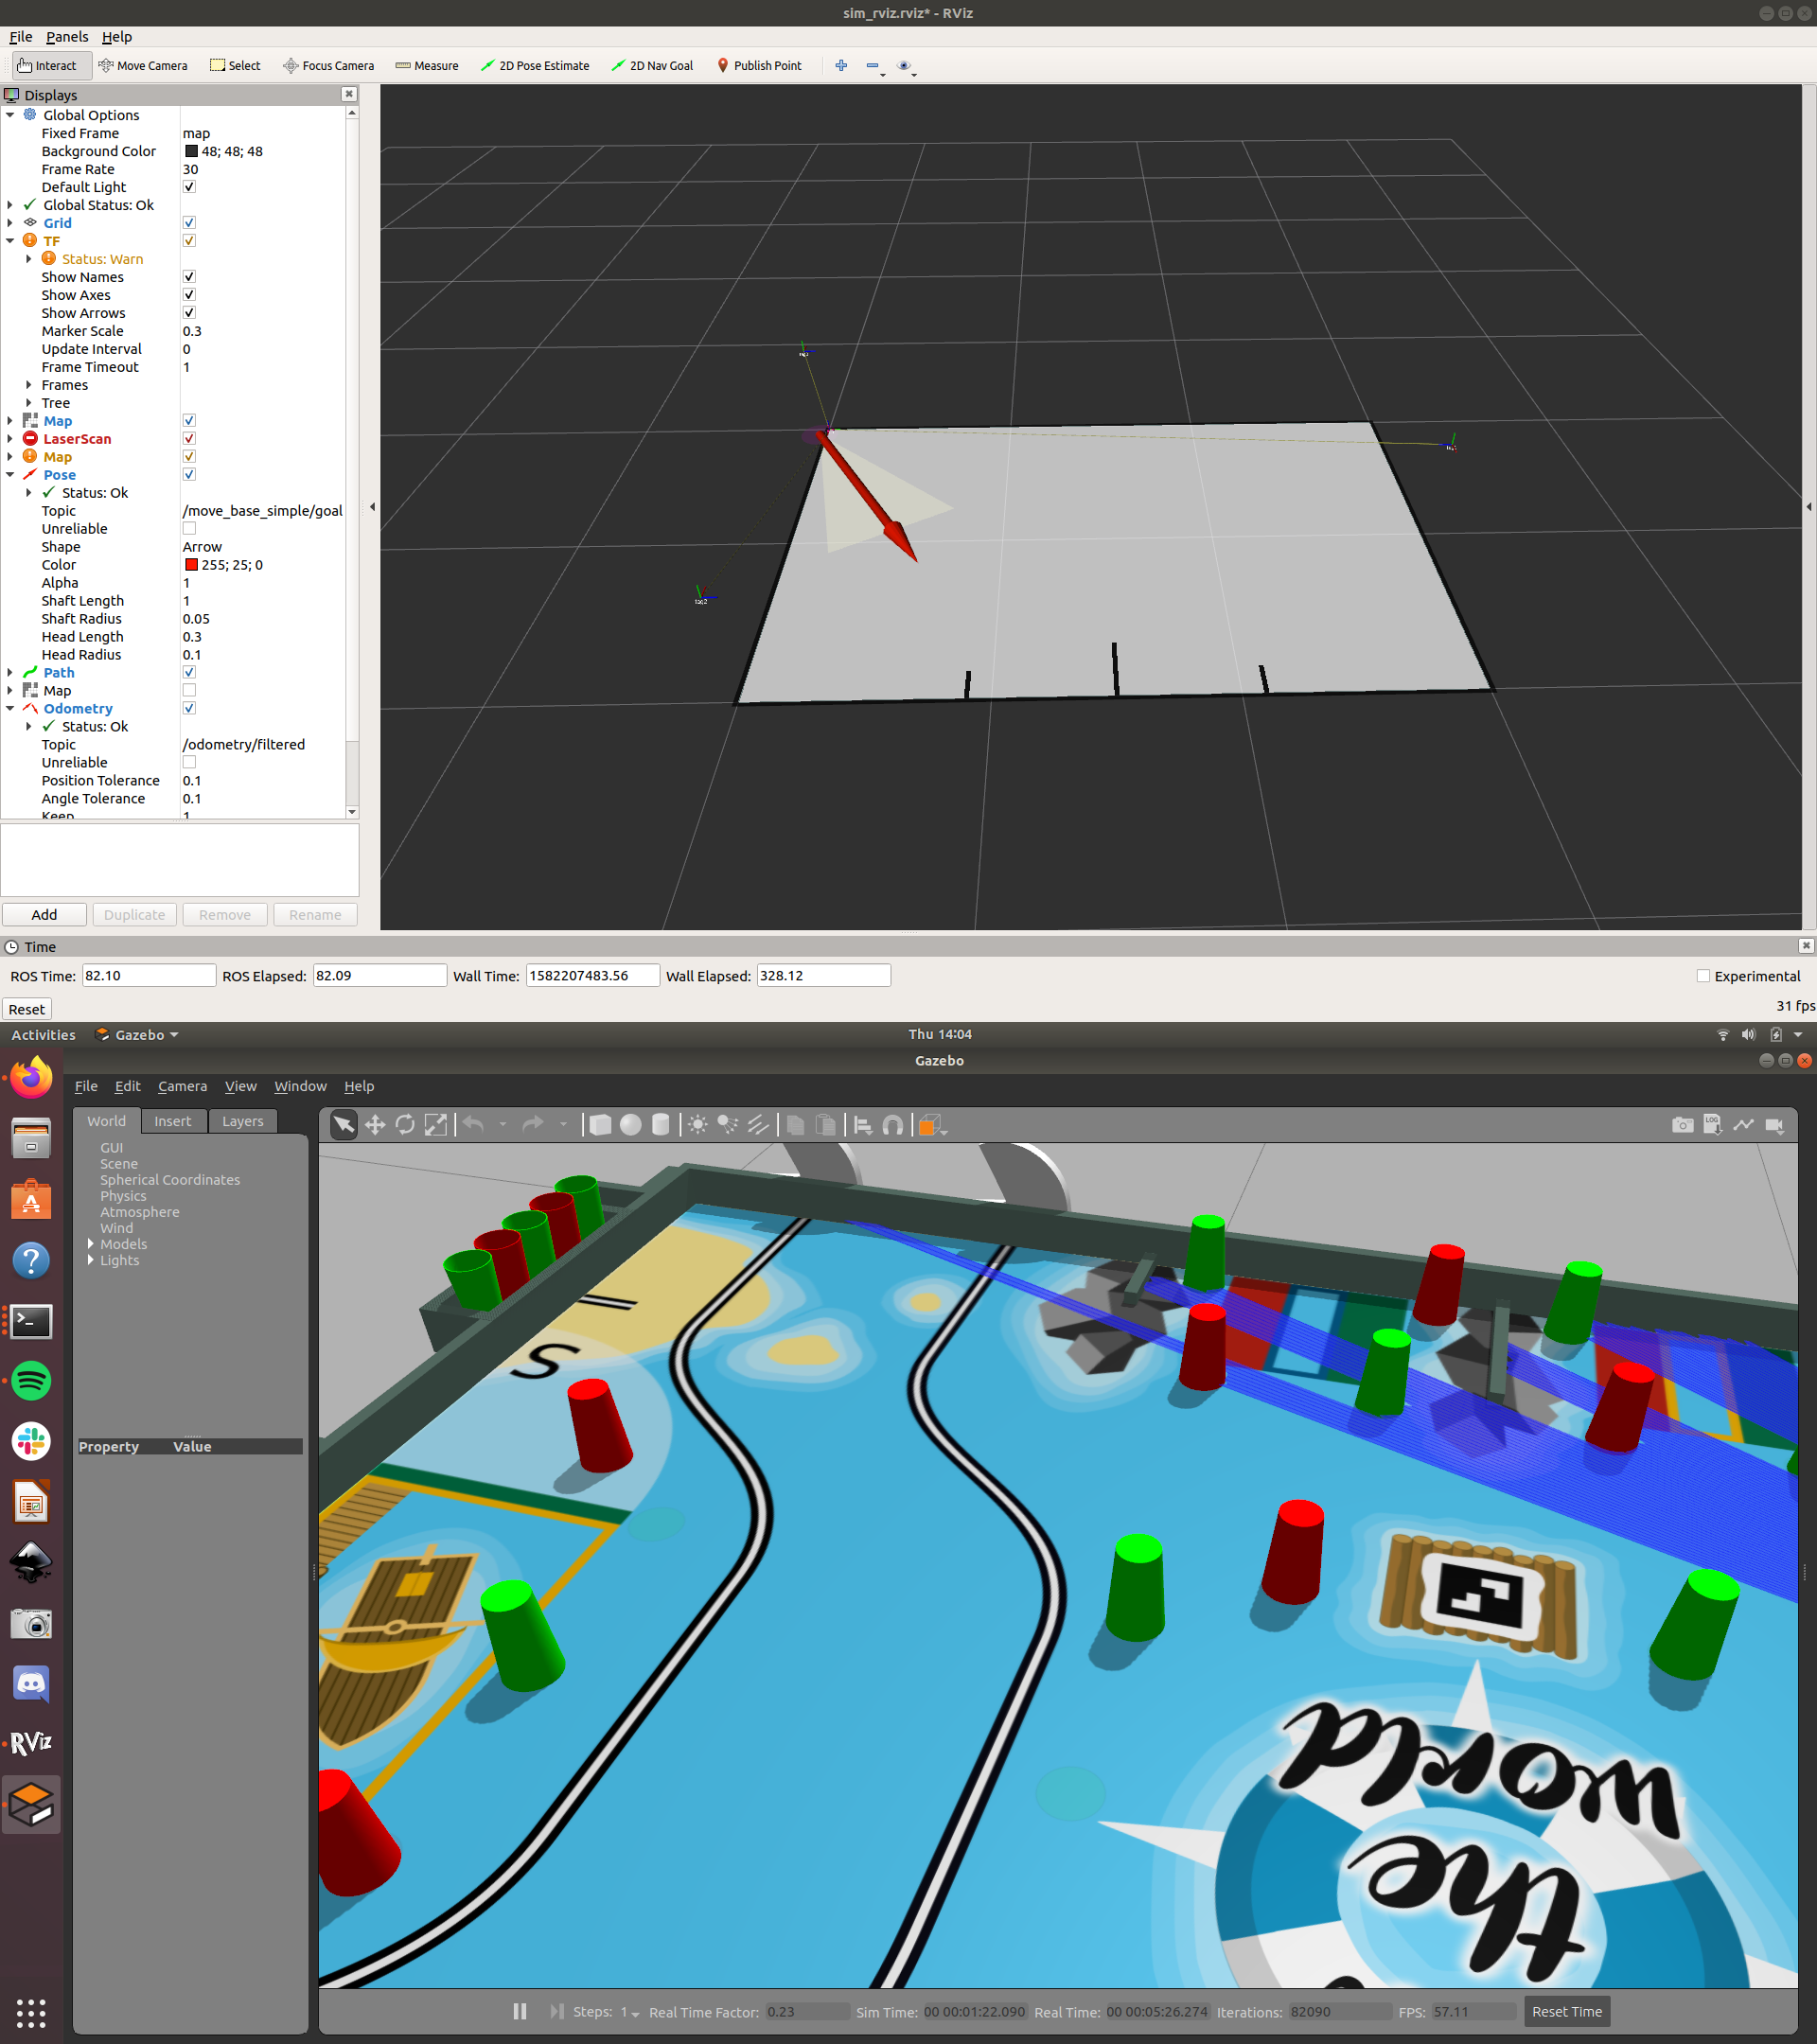 sim_rviz.rviz* - RViz
File Panels Help
Interact Move Camera Select Focus Camera Measure 2D Pose Estimate 2D Nav Goal Publish Point
Displays
Global Options
Fixed Frame map
Background Color 48; 48; 48
Frame Rate 30
Default Light
Global Status: Ok
Grid
TF
Status: Warn
Show Names
Show Axes
Show Arrows
Marker Scale 0.3
Update Interval 0
Frame Timeout 1
Frames
Tree
Map
LaserScan
Map
Pose
Status: Ok
Topic /move_base_simple/goal
Unreliable
Shape Arrow
Color 255; 25; 0
Alpha 1
Shaft Length 1
Shaft Radius 0.05
Head Length 0.3
Head Radius 0.1
Path
Map
Odometry
Status: Ok
Topic /odometry/filtered
Unreliable
Position Tolerance 0.1
Angle Tolerance 0.1
Keep 1
Add Duplicate Remove Rename
Time
ROS Time: 82.10 ROS Elapsed: 82.09 Wall Time: 1582207483.56 Wall Elapsed: 328.12 Experimental
Reset 31 fps
Activities Gazebo Thu 14:04
Gazebo
File Edit Camera View Window Help
World Insert Layers
GUI
Scene
Spherical Coordinates
Physics
Atmosphere
Wind
Models
Lights
Property Value
LOG
S
RViz
world
the
Steps: 1 Real Time Factor: 0.23 Sim Time: 00 00:01:22.090 Real Time: 00 00:05:26.274 Iterations: 82090 FPS: 57.11 Reset Time